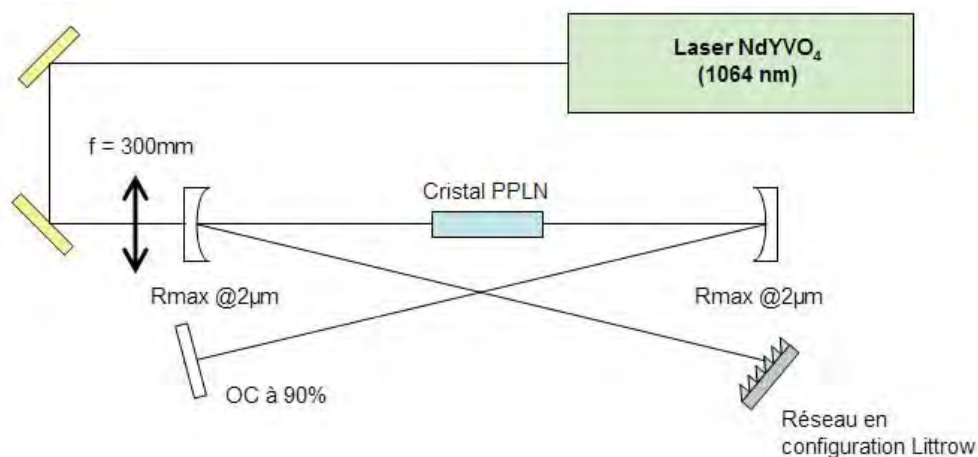 Laser NdYVO₄
(1064 nm)
f = 300mm
Cristal PPLN
Rmax @2µm
Rmax @2µm
OC à 90%
Réseau en
configuration Littrow